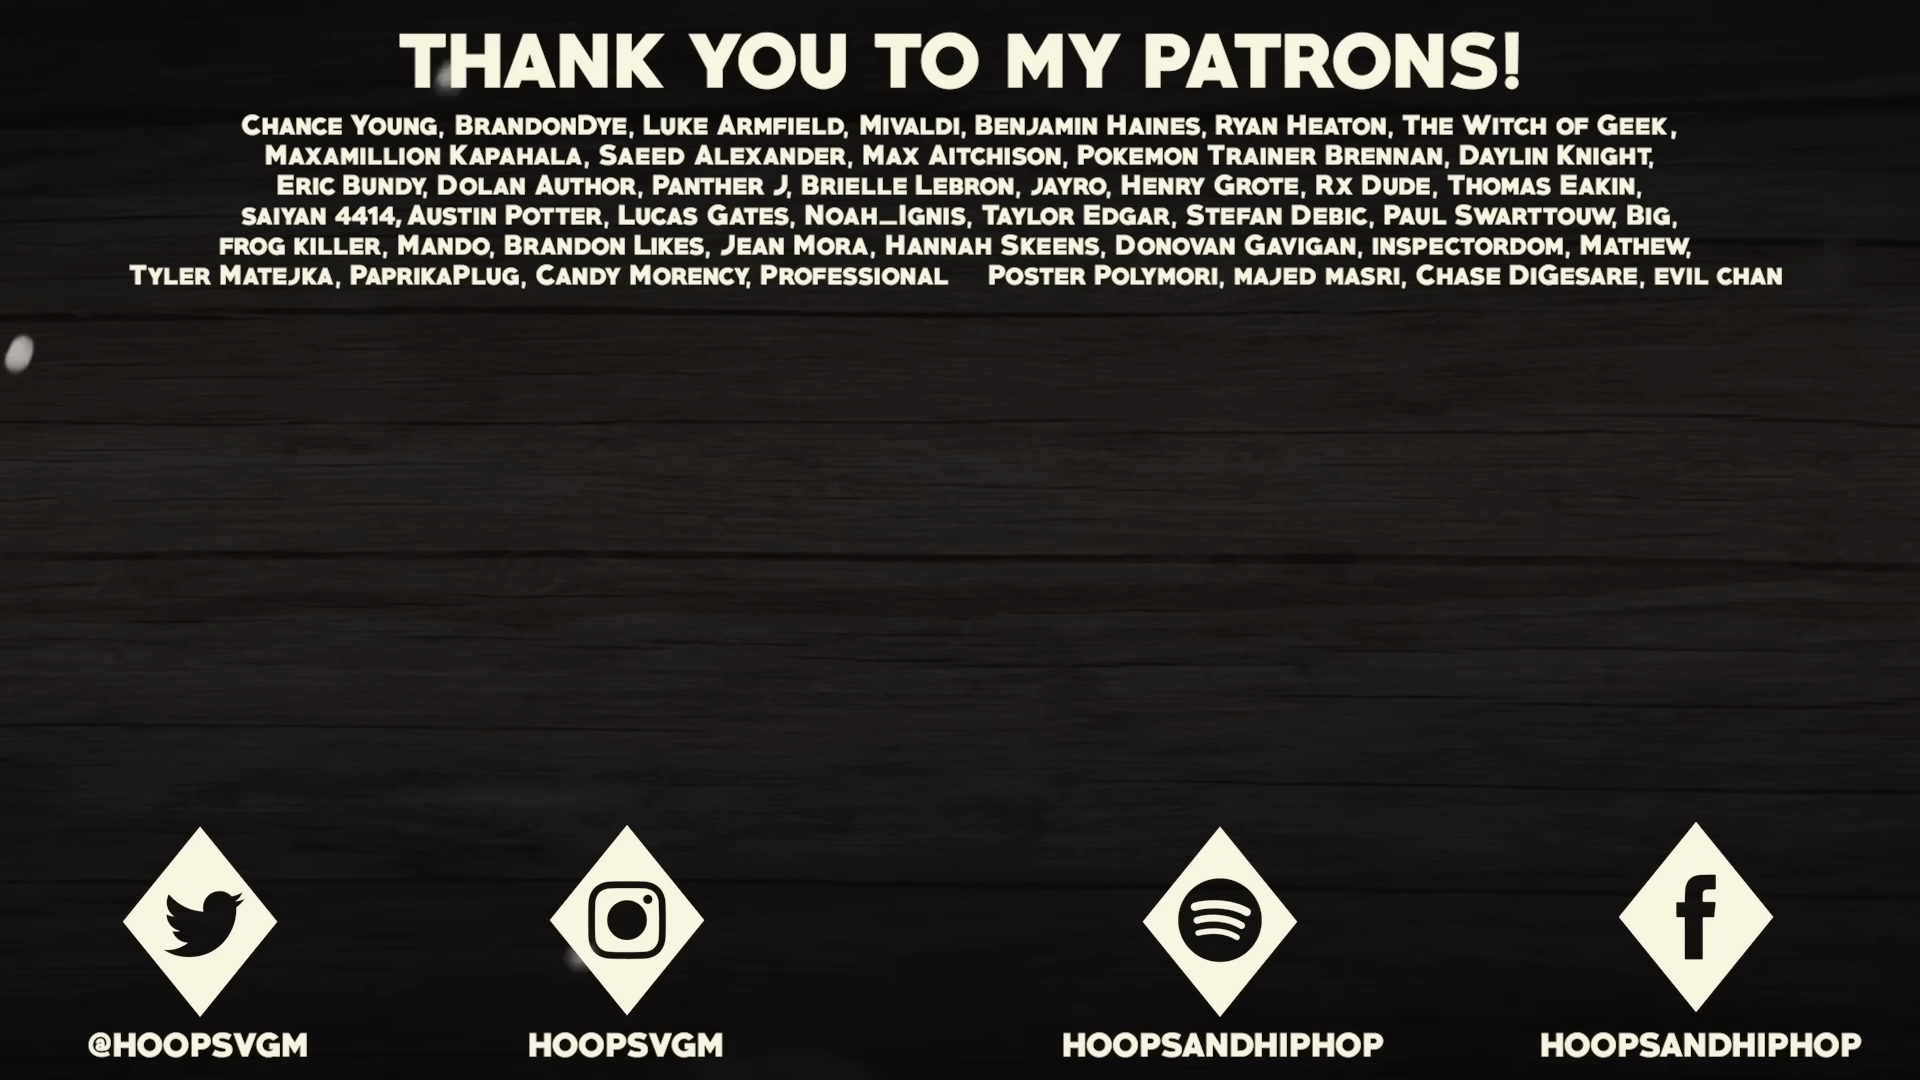 THANK YOU TO MY PATRONS!
Chance Young, BrandonDye, Luke Armfield, Mivaldi, Benjamin Haines, Ryan Heaton, The Witch of Geek,
Maxamillion Kapahala, Saeed Alexander, Max Aitchison, Pokemon Trainer Brennan, Daylin Knight,
Eric Bundy, Dolan Author, Panther J, Brielle Lebron, jayro, Henry Grote, Rx Dude, Thomas Eakin,
saiyan 4414, Austin Potter, Lucas Gates, Noah_Ignis, Taylor Edgar, Stefan Debic, Paul Swarttouw, Big,
frog killer, Mando, Brandon Likes, Jean Mora, Hannah Skeens, Donovan Gavigan, inspectordom, Mathew,
Tyler Matejka, PaprikaPlug, Candy Morency, Professional Poster Polymori, majed masri, Chase DiGesare, evil chan
@HOOPSVGM
HOOPSVGM
HOOPSANDHIPHOP
HOOPSANDHIPHOP